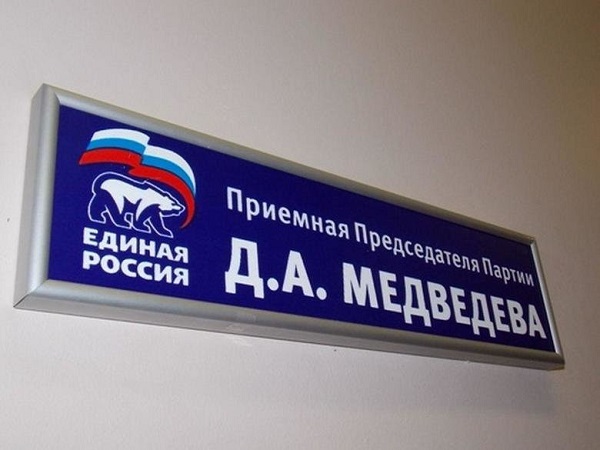 ЕДИНАЯ
РОССИЯ
Приемная Председателя Партии
Д.А. МЕДВЕДЕВА